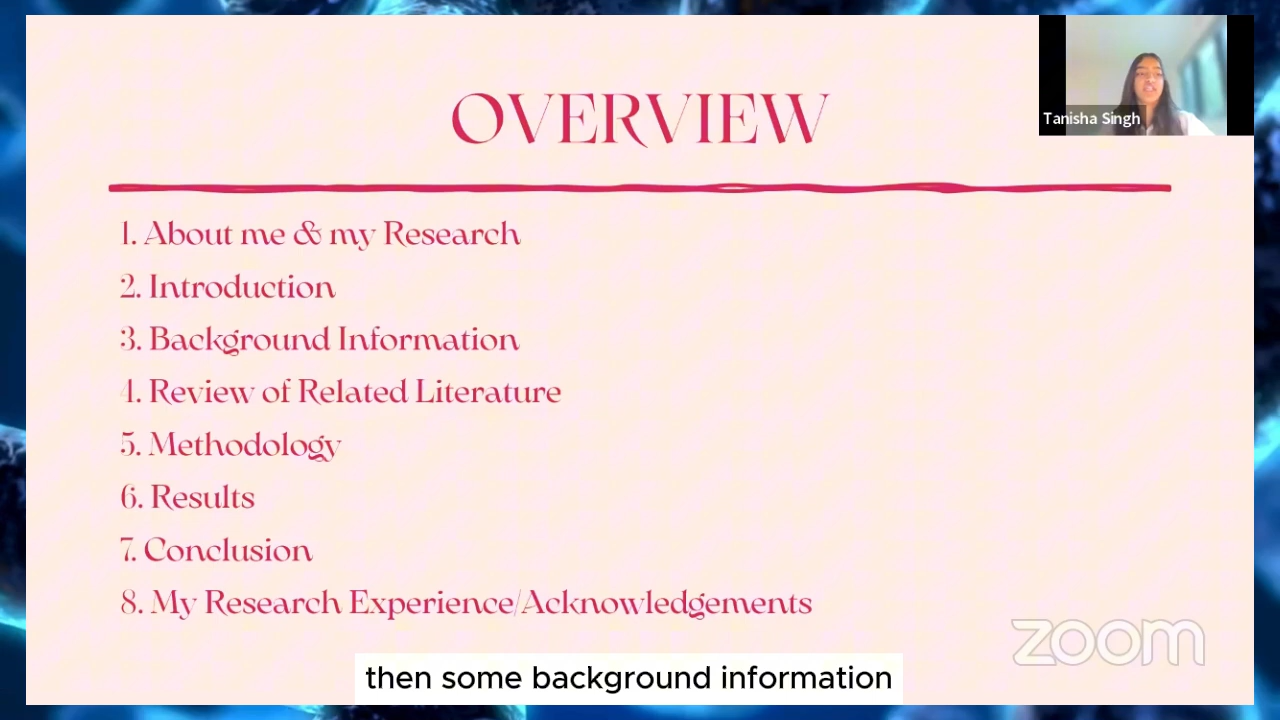 OVERVIEW
Tanisha Singh
1. About me & my Research
2. Introduction
3. Background Information
4. Review of Related Literature
5. Methodology
6. Results
7. Conclusion
8. My Research Experience/Acknowledgements
zoom
then some background information